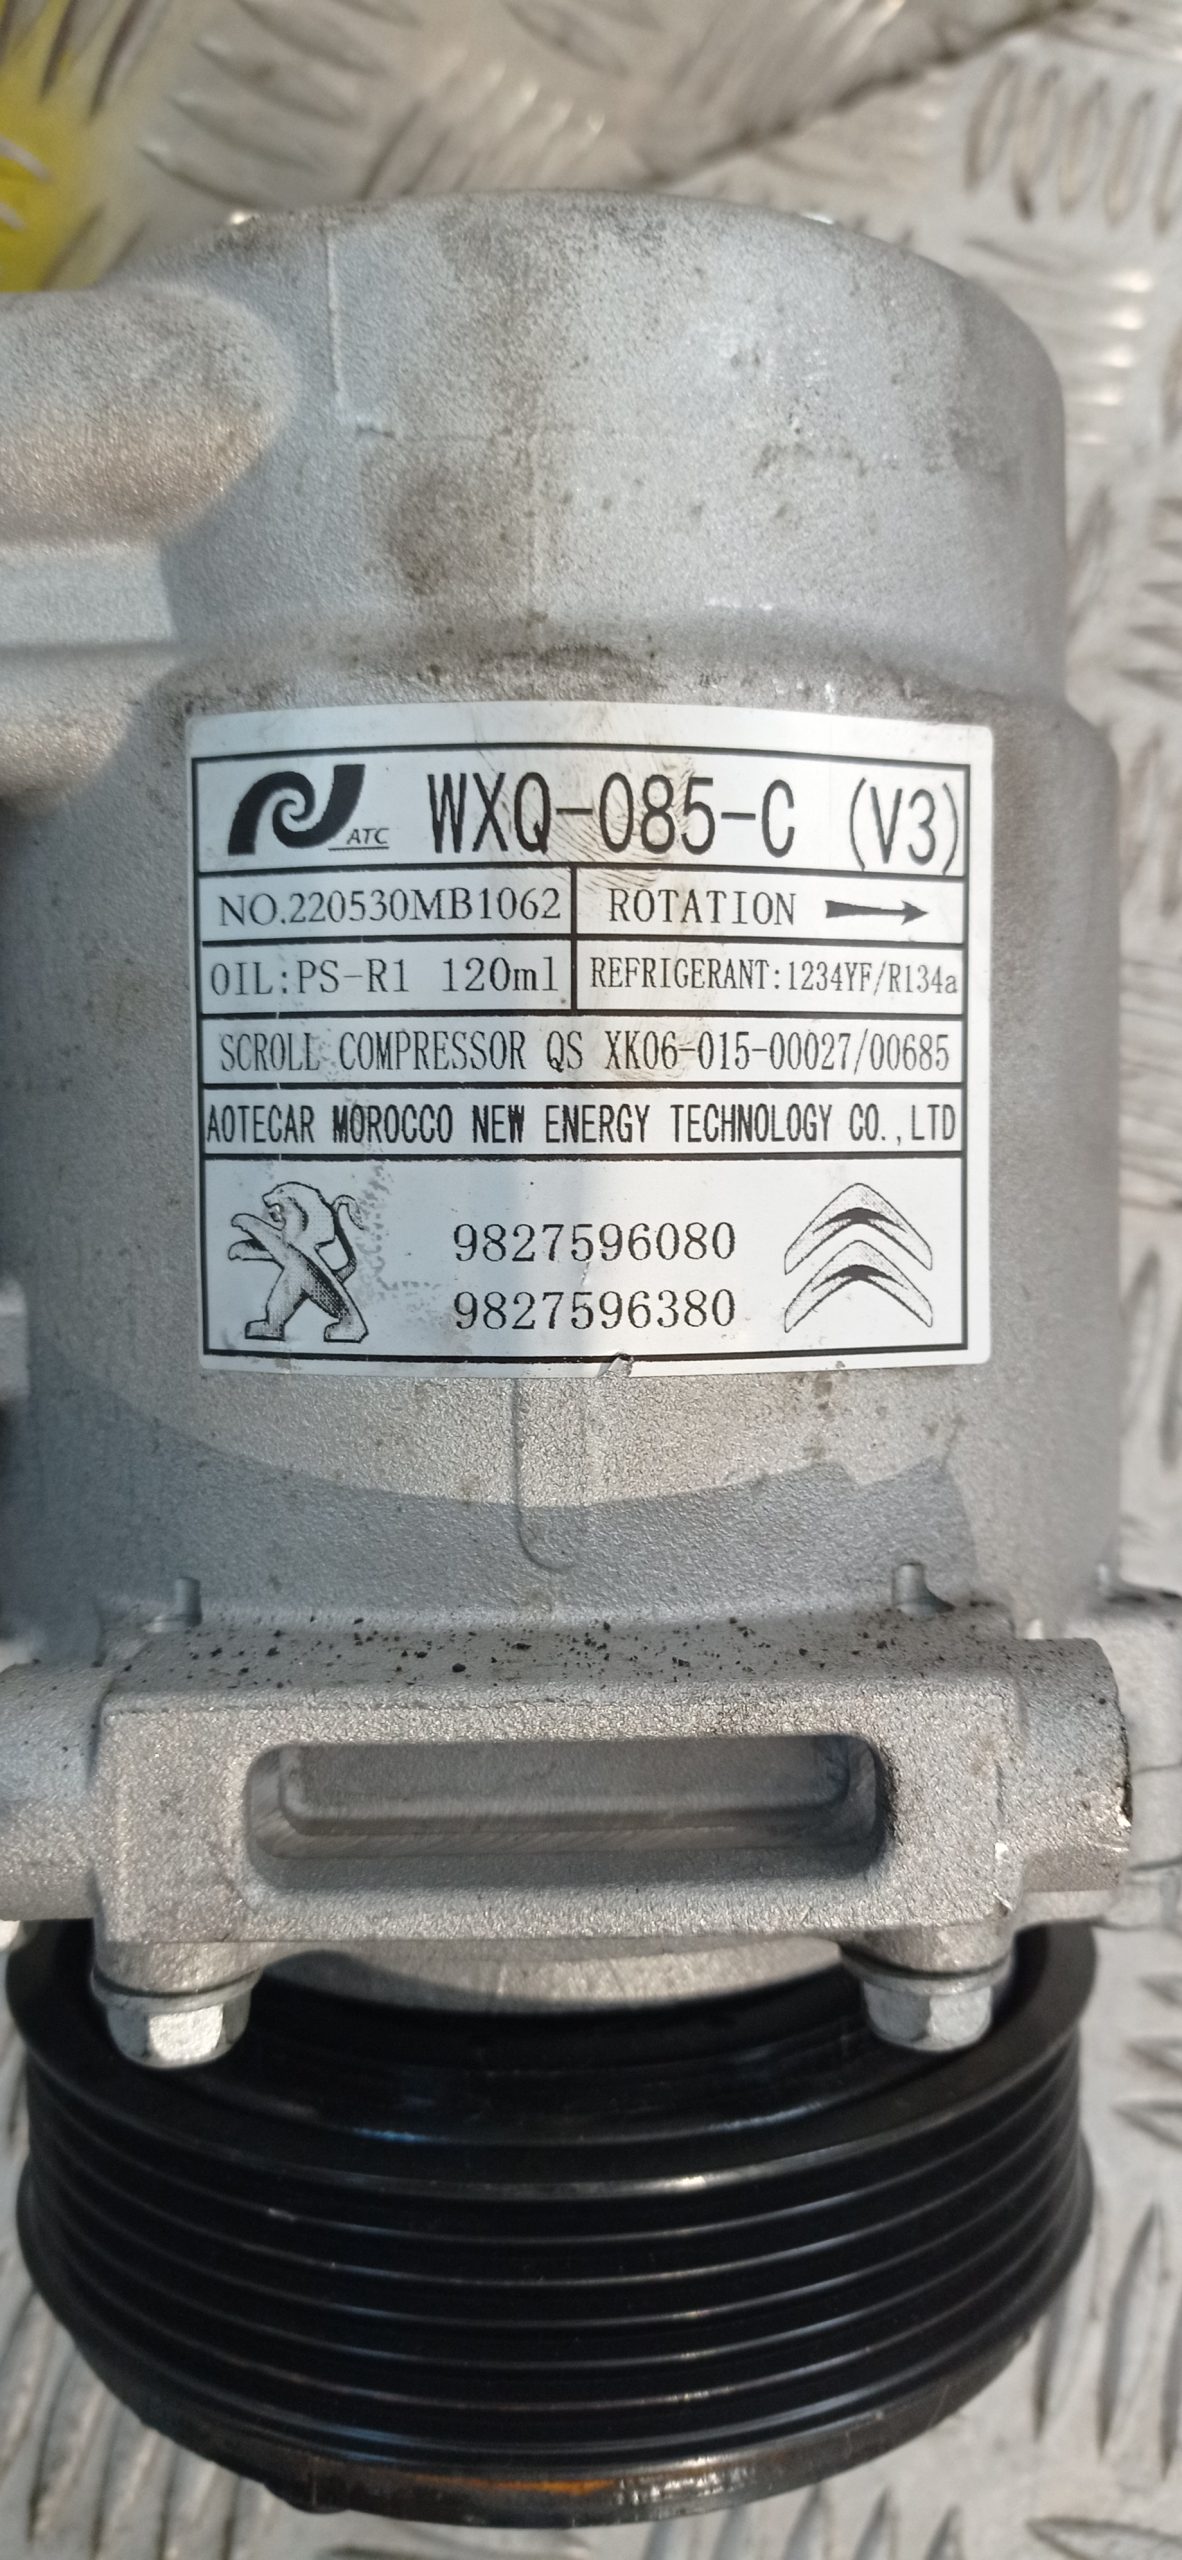 ATC WXQ-085-C (V3)
NO.220530MB1062 ROTATION
OIL:PS-R1 120ml REFRIGERANT:1234YF/R134a
SCROLL COMPRESSOR QS XK06-015-00027/00685
AOTECAR MOROCCO NEW ENERGY TECHNOLOGY CO.,LTD
9827596080
9827596380